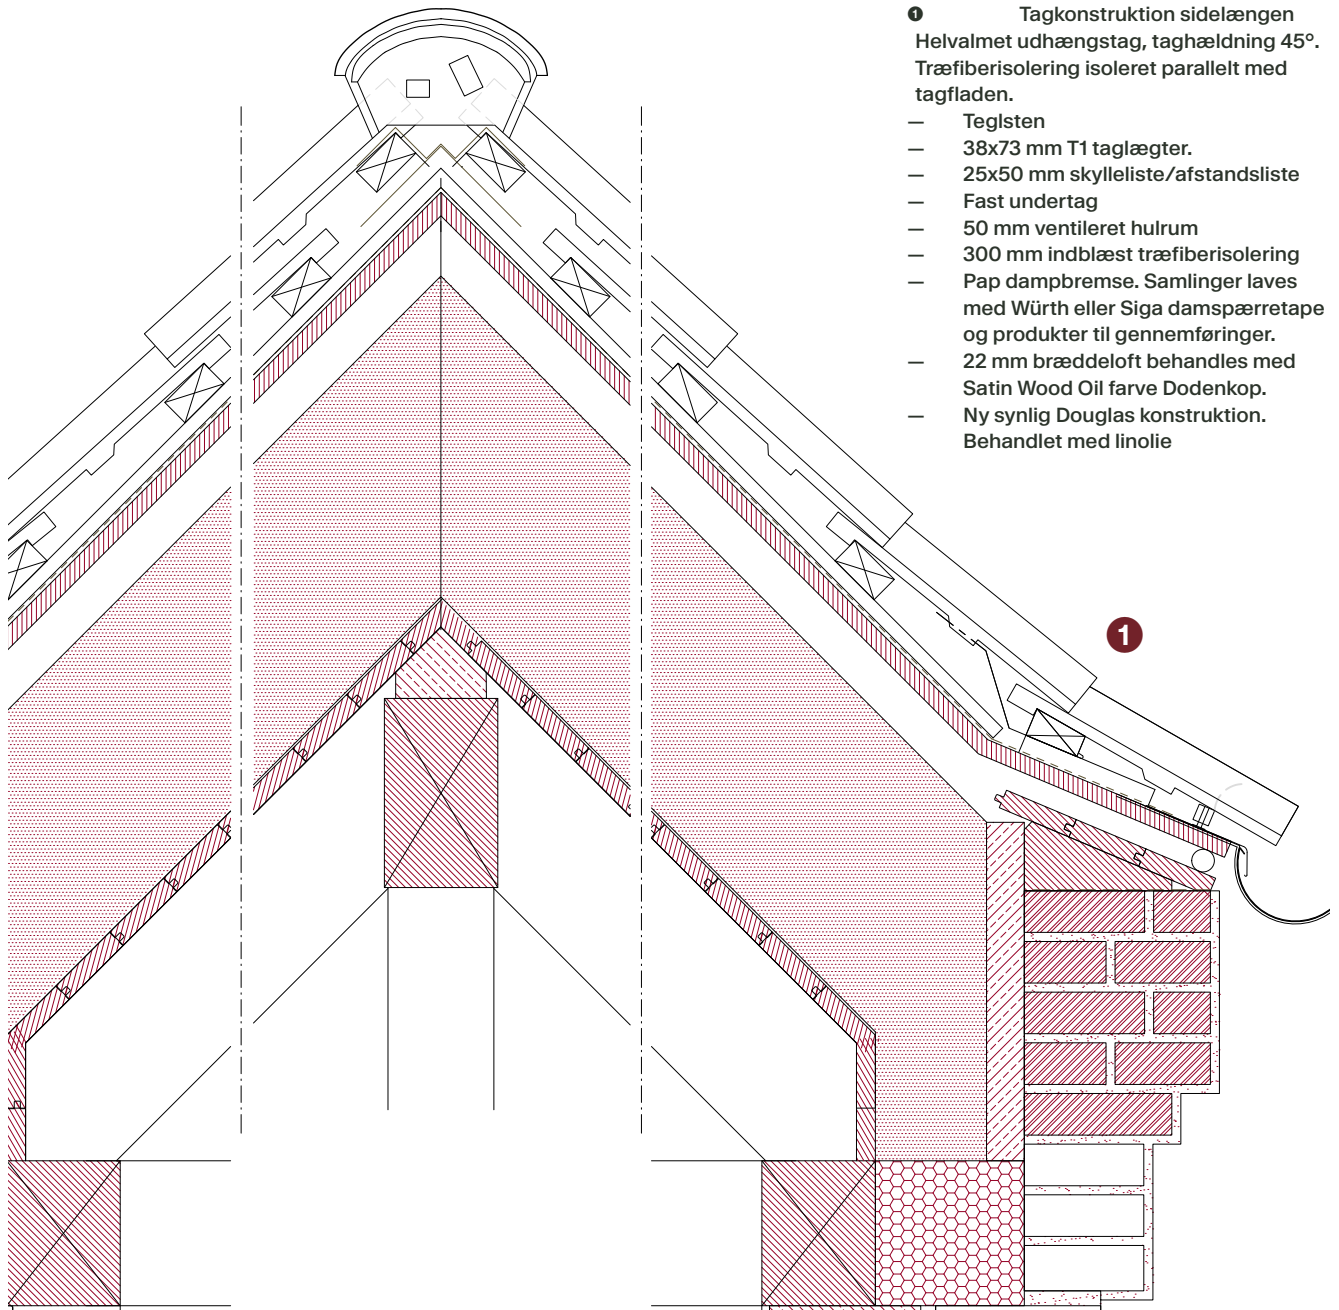 ❶ Tagkonstruktion sidelængen
Helvalmet udhængstag, taghældning 45°.
Træfiberisolering isoleret parallelt med
tagfladen.
— Teglsten
— 38x73 mm T1 taglægter.
— 25x50 mm skylleliste/afstandsliste
— Fast undertag
— 50 mm ventileret hulrum
— 300 mm indblæst træfiberisolering
— Pap dampbremse. Samlinger laves
med Würth eller Siga damspærretape
og produkter til gennemføringer.
— 22 mm bræddeloft behandles med
Satin Wood Oil farve Dodenkop.
— Ny synlig Douglas konstruktion.
Behandlet med linolie
1